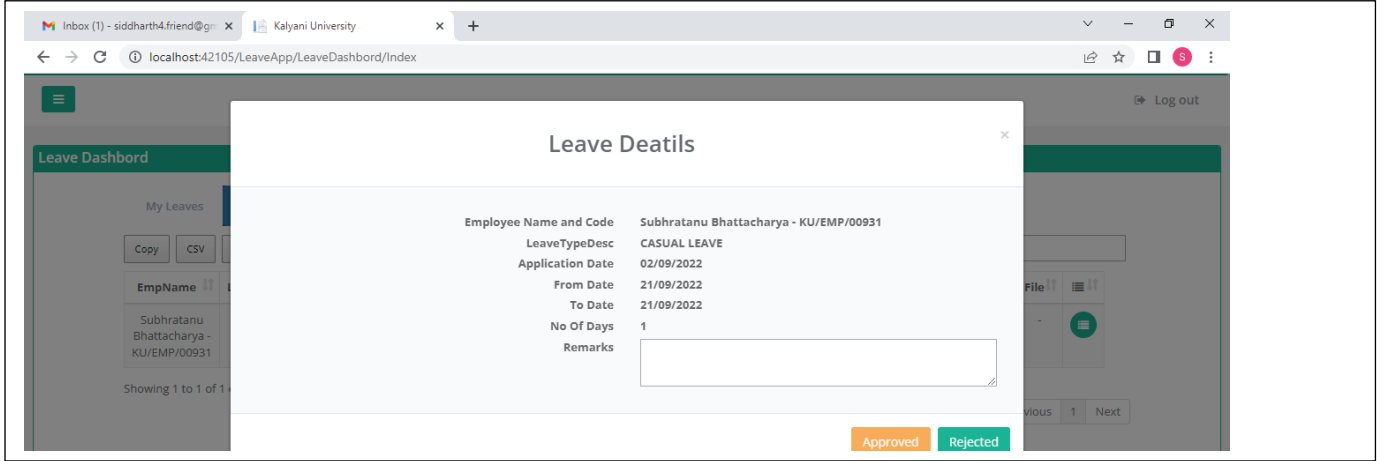 Inbox (1) - siddharth4.friend@gm
Kalyani University
localhost:42105/LeaveApp/LeaveDashbord/Index
S
Log out
Leave Deatils
×
Leave Dashbord
My Leaves
Employee Name and Code Subhratanu Bhattacharya - KU/EMP/00931
LeaveTypeDesc CASUAL LEAVE
Application Date 02/09/2022
From Date 21/09/2022
To Date 21/09/2022
No Of Days 1
Remarks
Copy CSV
EmpName
File
Subhratanu
Bhattacharya -
KU/EMP/00931
-
Showing 1 to 1 of 1
1 Next
Approved Rejected